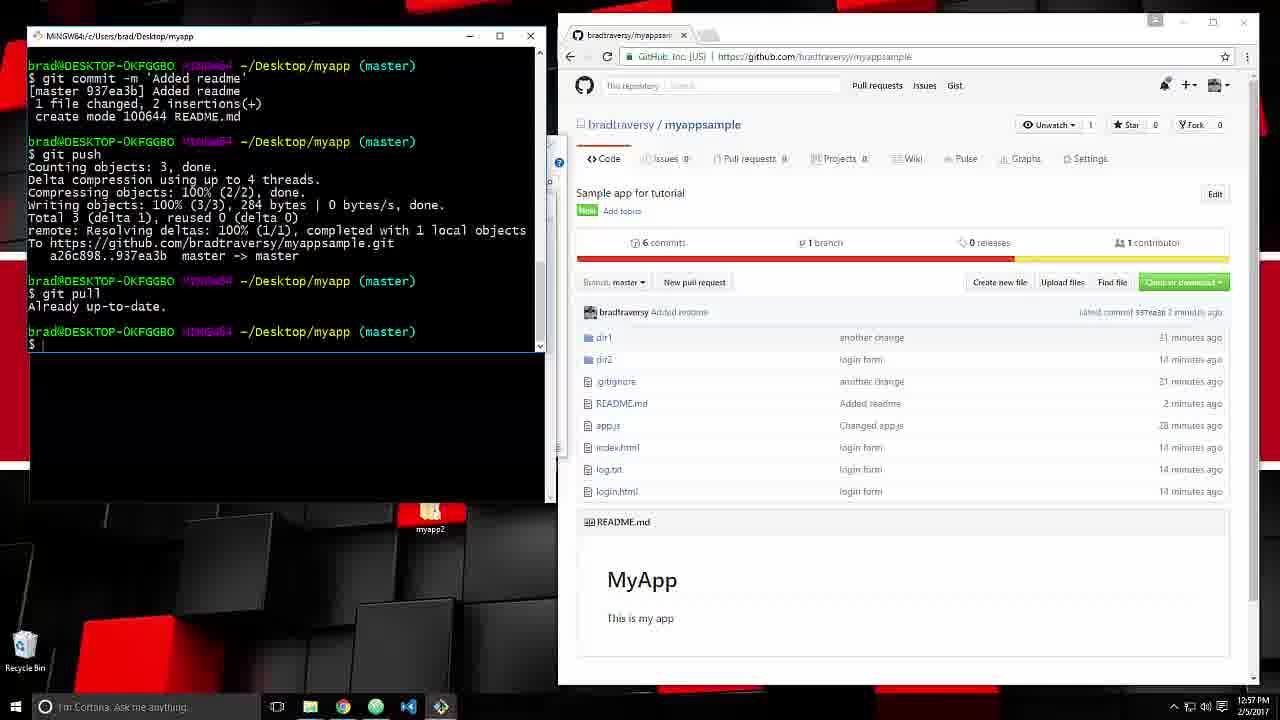 MINGW64:/c/Users/brad/Desktop/myapp
brad@DESKTOP-OKFGGBO MINGW64 ~/Desktop/myapp (master)
$ git commit -m 'Added readme'
[master 937ea3b] Added readme
1 file changed, 2 insertions(+)
create mode 100644 README.md
brad@DESKTOP-OKFGGBO MINGW64 ~/Desktop/myapp (master)
$ git push
Counting objects: 3, done.
Delta compression using up to 4 threads.
Compressing objects: 100% (2/2), done.
Writing objects: 100% (3/3), 284 bytes | 0 bytes/s, done.
Total 3 (delta 1), reused 0 (delta 0)
remote: Resolving deltas: 100% (1/1), completed with 1 local objects
To https://github.com/bradtraversy/myappsample.git
a26c898..937ea3b master -> master
brad@DESKTOP-OKFGGBO MINGW64 ~/Desktop/myapp (master)
$ git pull
Already up-to-date.
brad@DESKTOP-OKFGGBO MINGW64 ~/Desktop/myapp (master)
$
myapp2
Recycle Bin
bradtraversy/myappsam
GitHub, Inc. [US] https://github.com/bradtraversy/myappsample
This repository Search Pull requests Issues Gist
bradtraversy / myappsample Unwatch 1 Star 0 Fork 0
Code Issues 0 Pull requests 0 Projects 0 Wiki Pulse Graphs Settings
Sample app for tutorial Edit
New Add topics
6 commits 1 branch 0 releases 1 contributor
Branch: master New pull request Create new file Upload files Find file Clone or download
bradtraversy Added readme Latest commit 937ea3b 2 minutes ago
dir1 another change 31 minutes ago
dir2 login form 14 minutes ago
.gitignore another change 31 minutes ago
README.md Added readme 2 minutes ago
app.js Changed app.js 28 minutes ago
index.html login form 14 minutes ago
log.txt login form 14 minutes ago
login.html login form 14 minutes ago
README.md
MyApp
This is my app
I'm Cortana. Ask me anything.
12:57 PM
2/5/2017